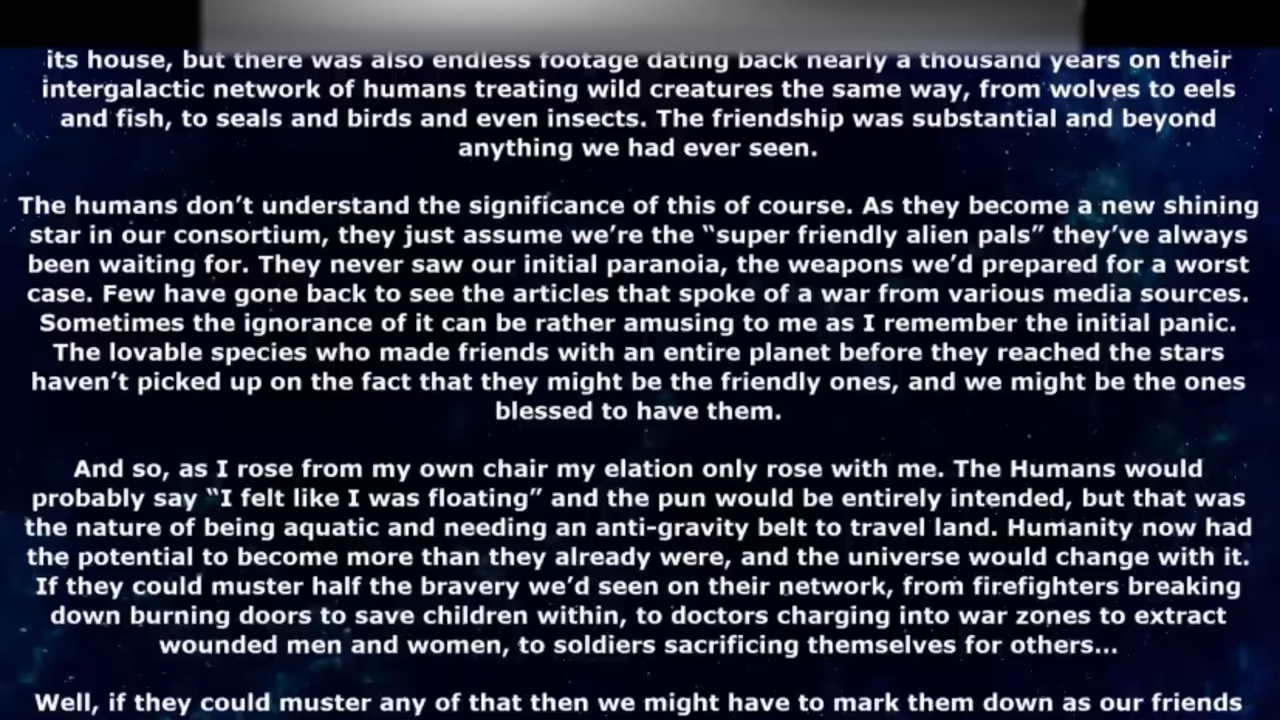 its house, but there was also endless footage dating back nearly a thousand years on their
intergalactic network of humans treating wild creatures the same way, from wolves to eels
and fish, to seals and birds and even insects. The friendship was substantial and beyond
anything we had ever seen.
The humans don’t understand the significance of this of course. As they become a new shining
star in our consortium, they just assume we’re the “super friendly alien pals” they’ve always
been waiting for. They never saw our initial paranoia, the weapons we’d prepared for a worst
case. Few have gone back to see the articles that spoke of a war from various media sources.
Sometimes the ignorance of it can be rather amusing to me as I remember the initial panic.
The lovable species who made friends with an entire planet before they reached the stars
haven’t picked up on the fact that they might be the friendly ones, and we might be the ones
blessed to have them.
And so, as I rose from my own chair my elation only rose with me. The Humans would
probably say “I felt like I was floating” and the pun would be entirely intended, but that was
the nature of being aquatic and needing an anti-gravity belt to travel land. Humanity now had
the potential to become more than they already were, and the universe would change with it.
If they could muster half the bravery we’d seen on their network, from firefighters breaking
down burning doors to save children within, to doctors charging into war zones to extract
wounded men and women, to soldiers sacrificing themselves for others...
Well, if they could muster any of that then we might have to mark them down as our friends